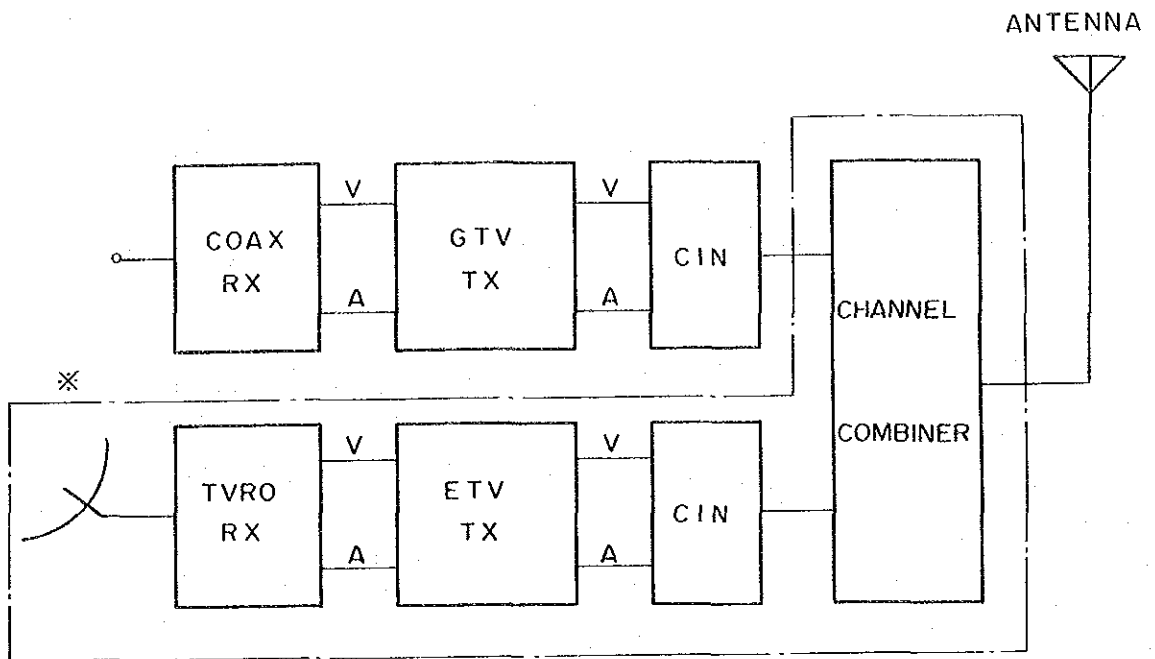 ANTENNA
COAX
RX
V
A
GTV
TX
V
A
CIN
CHANNEL
COMBINER
※
TVRO
RX
V
A
ETV
TX
V
A
CIN